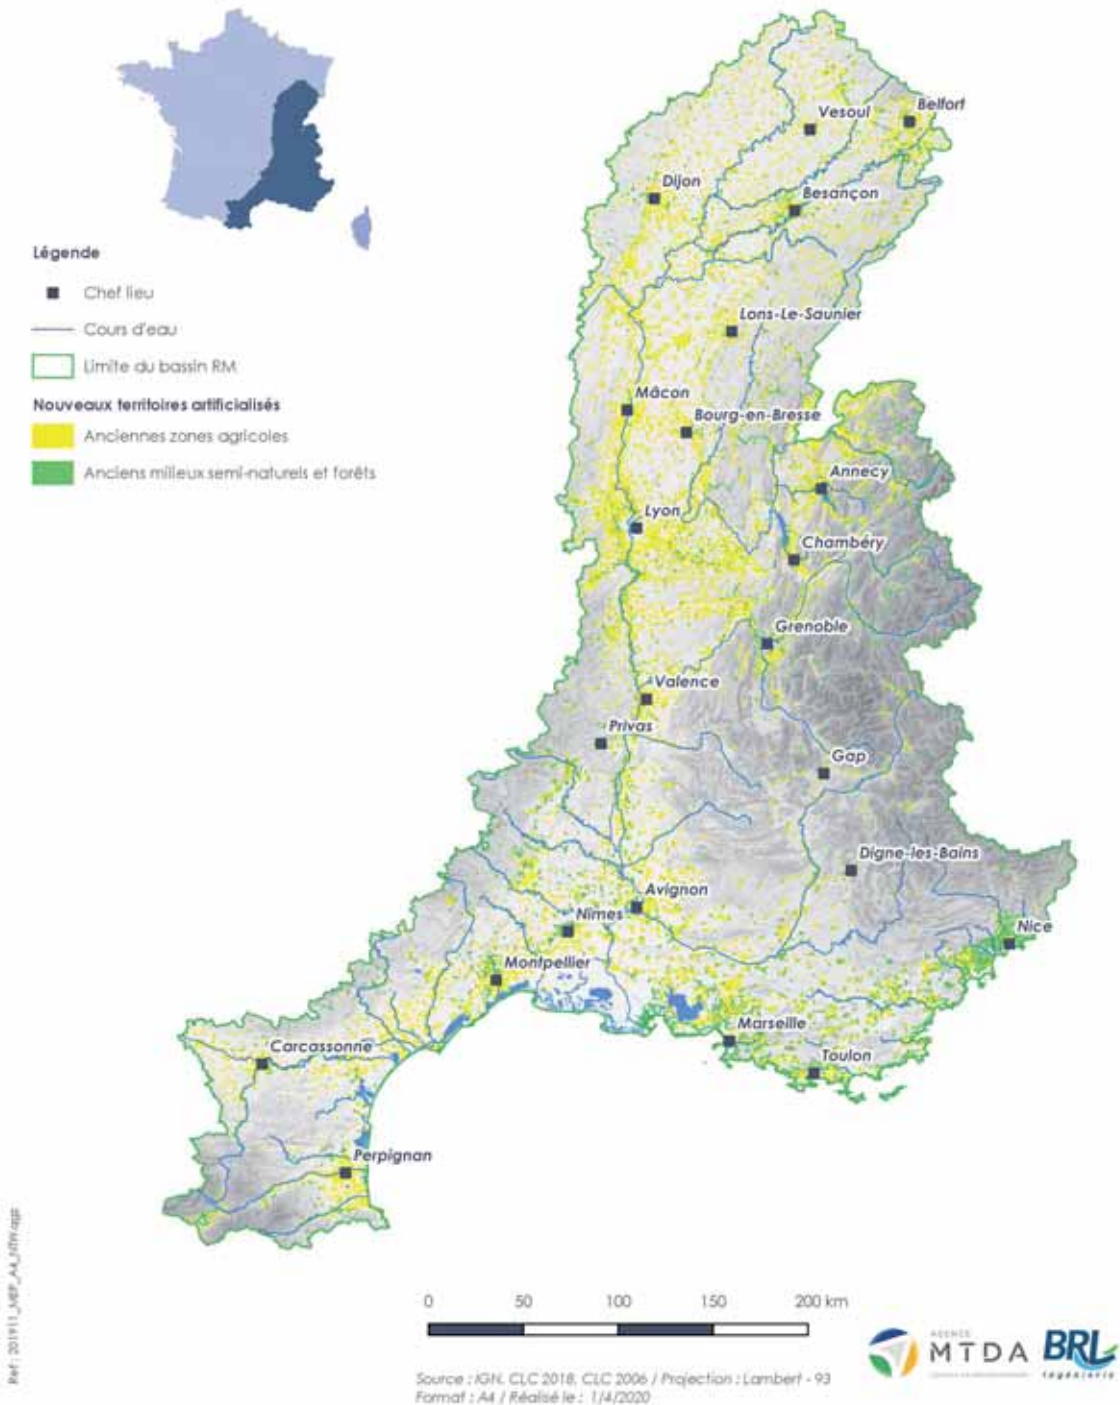 Vesoul
Belfort
Dijon
Besançon
Légende
Chef lieu
Cours d'eau
Limite du bassin RM
Nouveaux territoires artificialisés
Anciennes zones agricoles
Anciens milieux semi-naturels et forêts
Lons-Le-Saunier
Mâcon
Bourg-en-Bresse
Annecy
Lyon
Chambéry
Grenoble
Valence
Privas
Gap
Digne-les-Bains
Avignon
Nîmes
Nice
Montpellier
Marseille
Carcassonne
Toulon
Perpignan
0 50 100 150 200 km
AGENCE
MTDA
BRL
Ingénierie
Source : IGN, CLC 2018, CLC 2006 / Projection : Lambert - 93
Format : A4 / Réalisé le : 1/4/2020